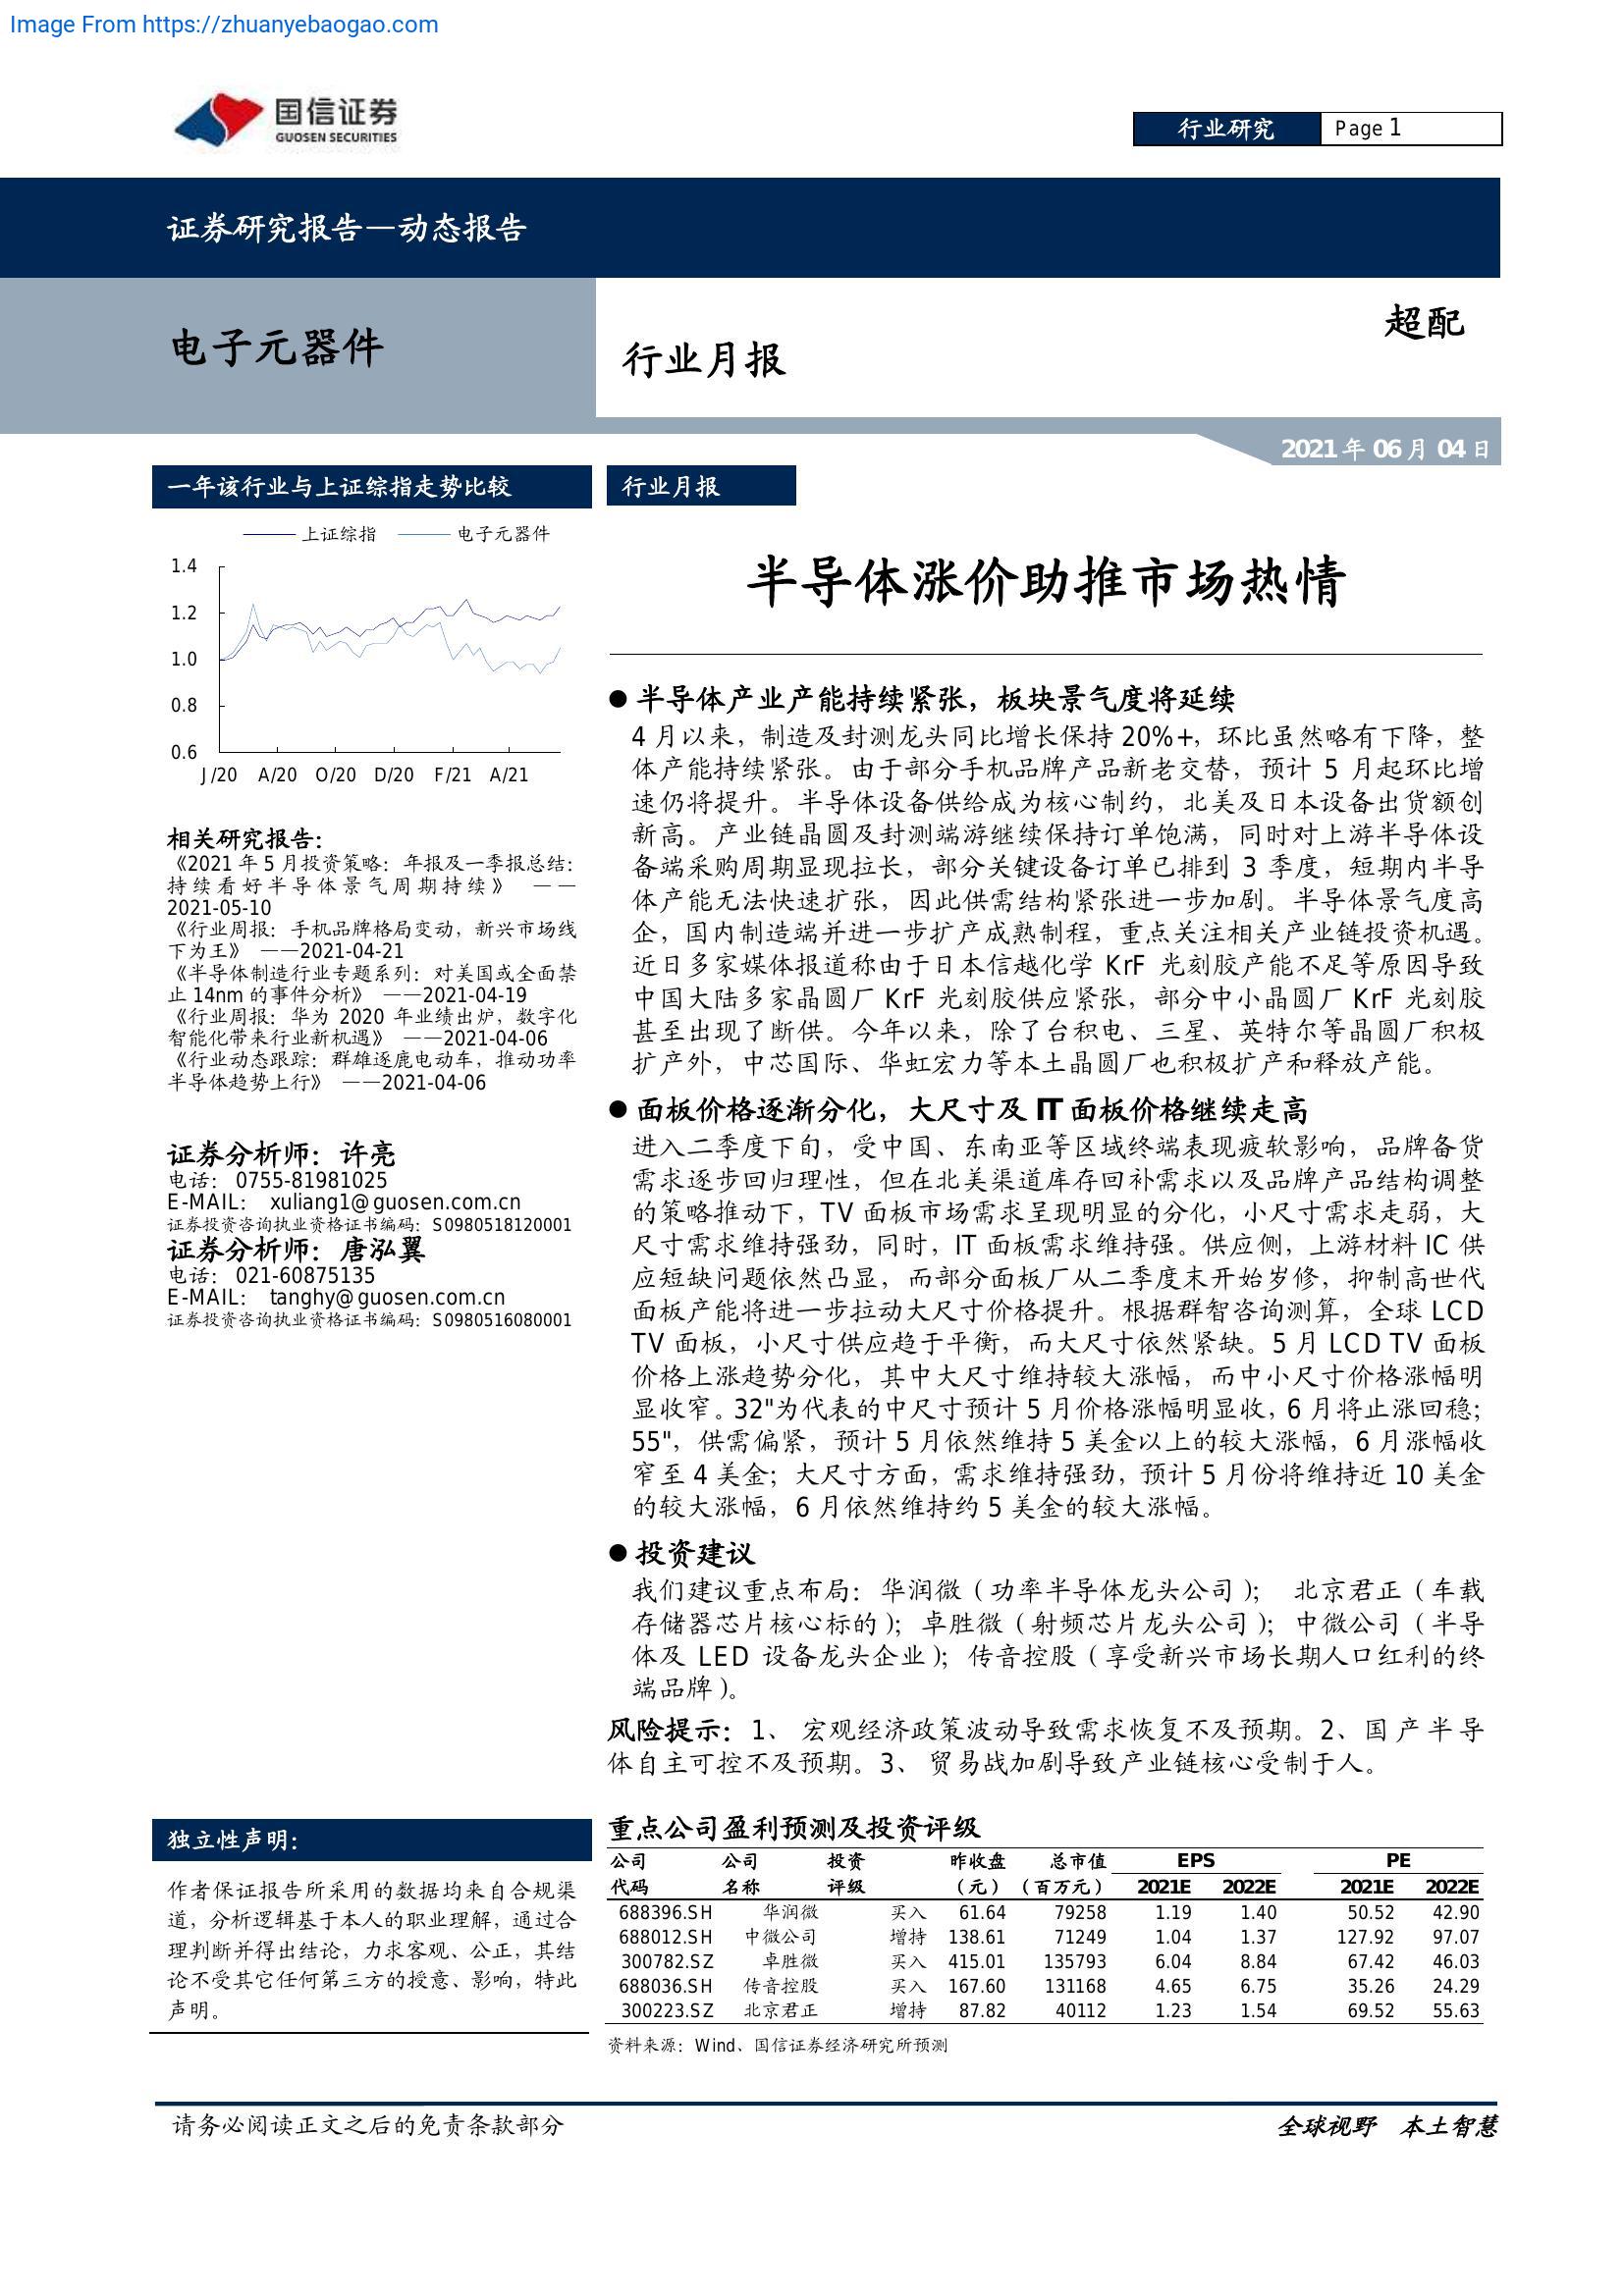 Image From https://zhuanyebaogao.com
国信证券
GUOSEN SECURITIES
行业研究
Page 1
证券研究报告—动态报告
电子元器件
行业月报
超配
2021 年 06 月 04 日
一年该行业与上证综指走势比较
上证综指
电子元器件
1.4
1.2
1.0
0.8
0.6
J/20 A/20 O/20 D/20 F/21 A/21
相关研究报告:
《2021 年 5 月投资策略：年报及一季报总结：
持续看好半导体景气周期持续》 ——
2021-05-10
《行业周报：手机品牌格局变动，新兴市场线
下为王》 ——2021-04-21
《半导体制造行业专题系列：对美国或全面禁
止 14nm 的事件分析》 ——2021-04-19
《行业周报：华为 2020 年业绩出炉，数字化
智能化带来行业新机遇》 ——2021-04-06
《行业动态跟踪：群雄逐鹿电动车，推动功率
半导体趋势上行》 ——2021-04-06
证券分析师：许亮
电话： 0755-81981025
E-MAIL： xuliang1@guosen.com.cn
证券投资咨询执业资格证书编码：S0980518120001
证券分析师：唐泓翼
电话： 021-60875135
E-MAIL： tanghy@guosen.com.cn
证券投资咨询执业资格证书编码：S0980516080001
独立性声明:
作者保证报告所采用的数据均来自合规渠
道，分析逻辑基于本人的职业理解，通过合
理判断并得出结论，力求客观、公正，其结
论不受其它任何第三方的授意、影响，特此
声明。
行业月报
半导体涨价助推市场热情
● 半导体产业产能持续紧张，板块景气度将延续
4 月以来，制造及封测龙头同比增长保持 20%+，环比虽然略有下降，整
体产能持续紧张。由于部分手机品牌产品新老交替，预计 5 月起环比增
速仍将提升。半导体设备供给成为核心制约，北美及日本设备出货额创
新高。产业链晶圆及封测端游继续保持订单饱满，同时对上游半导体设
备端采购周期显现拉长，部分关键设备订单已排到 3 季度，短期内半导
体产能无法快速扩张，因此供需结构紧张进一步加剧。半导体景气度高
企，国内制造端并进一步扩产成熟制程，重点关注相关产业链投资机遇。
近日多家媒体报道称由于日本信越化学 KrF 光刻胶产能不足等原因导致
中国大陆多家晶圆厂 KrF 光刻胶供应紧张，部分中小晶圆厂 KrF 光刻胶
甚至出现了断供。今年以来，除了台积电、三星、英特尔等晶圆厂积极
扩产外，中芯国际、华虹宏力等本土晶圆厂也积极扩产和释放产能。
● 面板价格逐渐分化，大尺寸及 IT 面板价格继续走高
进入二季度下旬，受中国、东南亚等区域终端表现疲软影响，品牌备货
需求逐步回归理性，但在北美渠道库存回补需求以及品牌产品结构调整
的策略推动下，TV 面板市场需求呈现明显的分化，小尺寸需求走弱，大
尺寸需求维持强劲，同时，IT 面板需求维持强。供应侧，上游材料 IC 供
应短缺问题依然凸显，而部分面板厂从二季度末开始岁修，抑制高世代
面板产能将进一步拉动大尺寸价格提升。根据群智咨询测算，全球 LCD
TV 面板，小尺寸供应趋于平衡，而大尺寸依然紧缺。5 月 LCD TV 面板
价格上涨趋势分化，其中大尺寸维持较大涨幅，而中小尺寸价格涨幅明
显收窄。32"为代表的中尺寸预计 5 月价格涨幅明显收，6 月将止涨回稳；
55"，供需偏紧，预计 5 月依然维持 5 美金以上的较大涨幅，6 月涨幅收
窄至 4 美金；大尺寸方面，需求维持强劲，预计 5 月份将维持近 10 美金
的较大涨幅，6 月依然维持约 5 美金的较大涨幅。
● 投资建议
我们建议重点布局：华润微（功率半导体龙头公司）； 北京君正（车载
存储器芯片核心标的）；卓胜微（射频芯片龙头公司）；中微公司（半导
体及 LED 设备龙头企业）；传音控股（享受新兴市场长期人口红利的终
端品牌）。
风险提示：1、 宏观经济政策波动导致需求恢复不及预期。2、国产半导
体自主可控不及预期。3、 贸易战加剧导致产业链核心受制于人。
重点公司盈利预测及投资评级
公司 公司 投资 昨收盘 总市值 EPS PE
代码 名称 评级 （元） （百万元） 2021E 2022E 2021E 2022E
688396.SH 华润微 买入 61.64 79258 1.19 1.40 50.52 42.90
688012.SH 中微公司 增持 138.61 71249 1.04 1.37 127.92 97.07
300782.SZ 卓胜微 买入 415.01 135793 6.04 8.84 67.42 46.03
688036.SH 传音控股 买入 167.60 131168 4.65 6.75 35.26 24.29
300223.SZ 北京君正 增持 87.82 40112 1.23 1.54 69.52 55.63
资料来源：Wind、国信证券经济研究所预测
请务必阅读正文之后的免责条款部分
全球视野 本土智慧